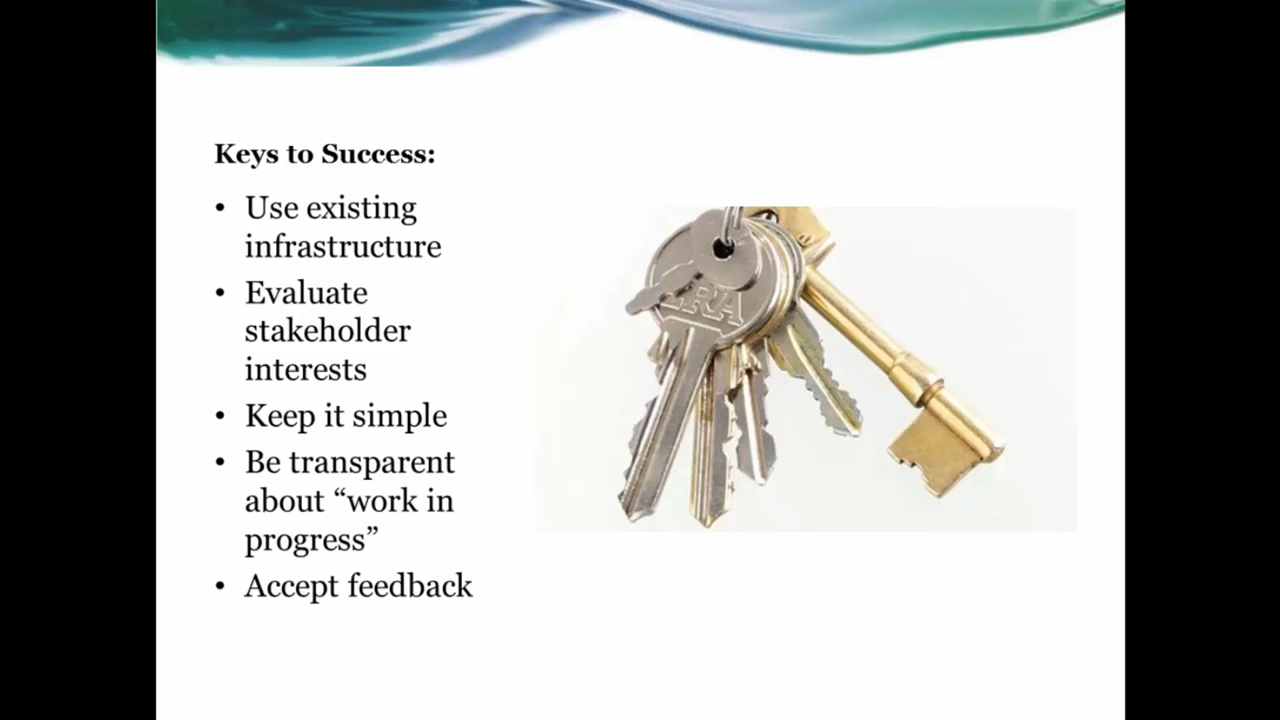 Keys to Success:
• Use existing
infrastructure
• Evaluate
stakeholder
interests
• Keep it simple
• Be transparent
about “work in
progress”
• Accept feedback